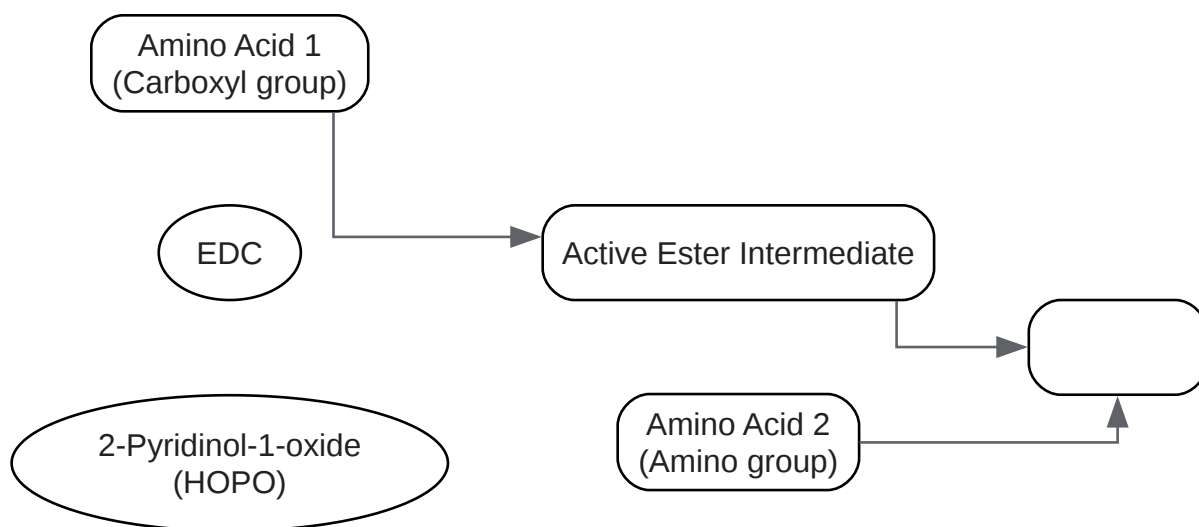 Amino Acid 1
(Carboxyl group)
EDC
Active Ester Intermediate
2-Pyridinol-1-oxide
(HOPO)
Amino Acid 2
(Amino group)